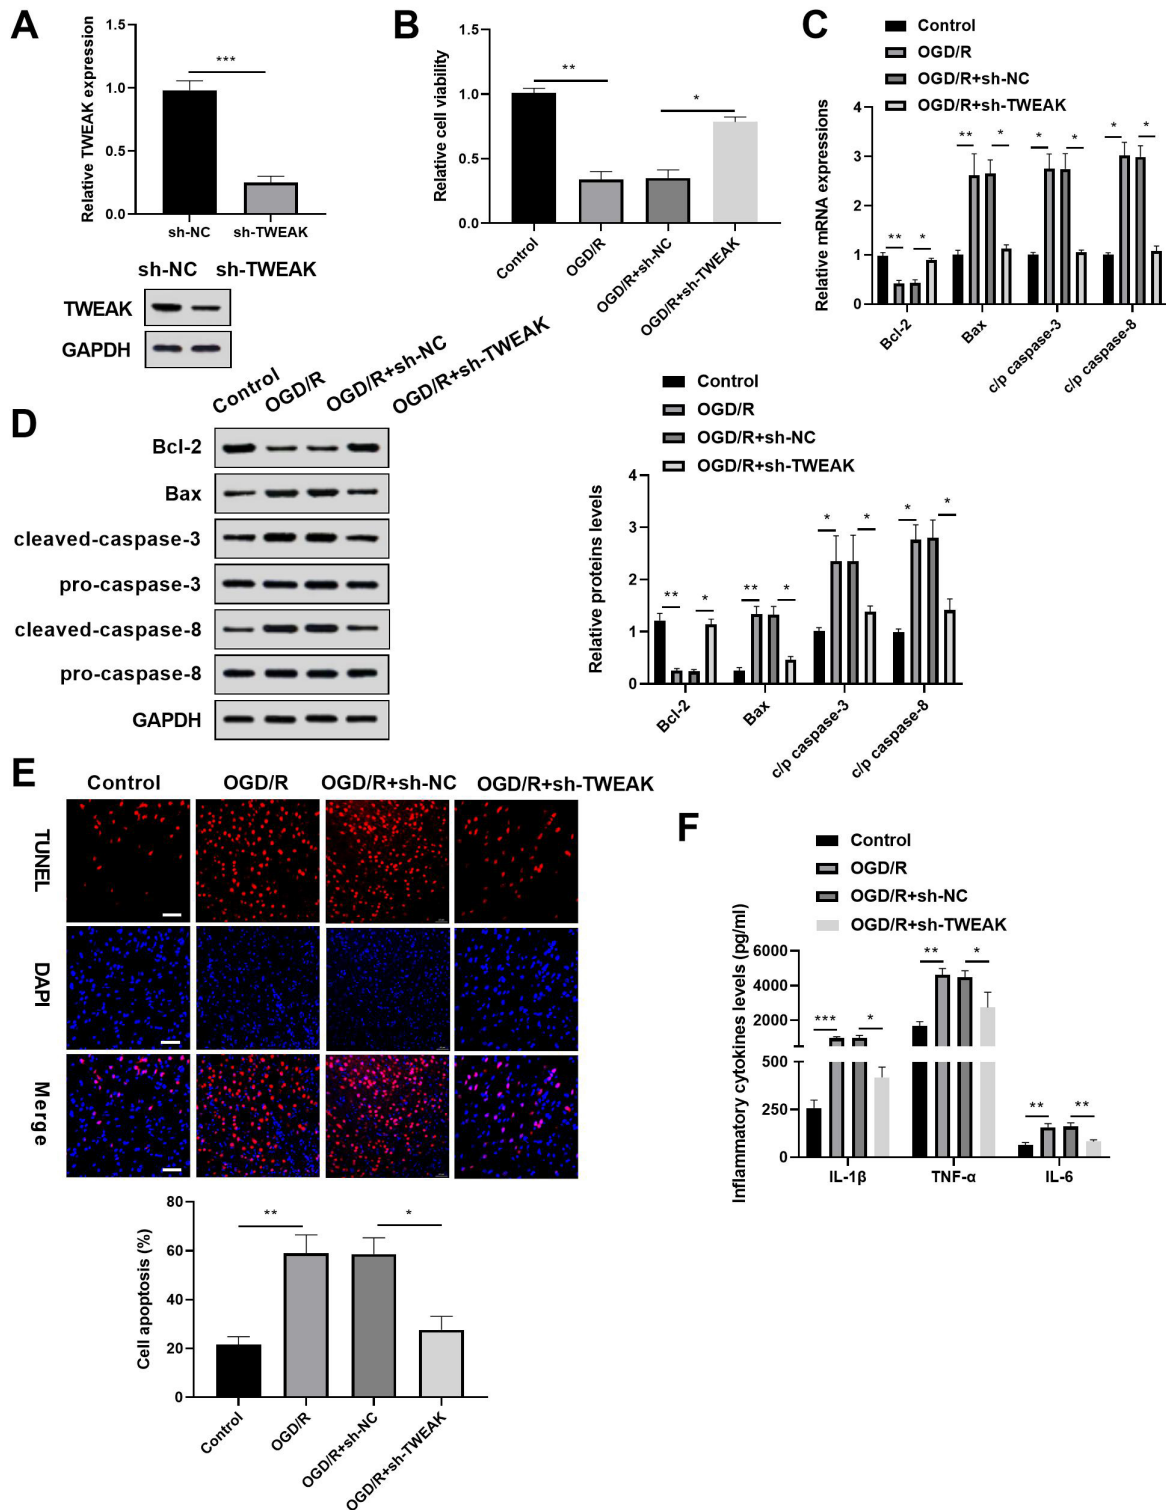 A
Relative TWEAK expression
1.5
1.0
0.5
0.0
***
sh-NC
sh-TWEAK
sh-NC
sh-TWEAK
TWEAK
GAPDH
B
Relative cell viability
1.5
1.0
0.5
0.0
**
*
Control
OGD/R
OGD/R+sh-NC
OGD/R+sh-TWEAK
C
Control
OGD/R
OGD/R+sh-NC
OGD/R+sh-TWEAK
Relative mRNA expressions
4
3
2
1
0
**
*
**
*
*
*
*
*
Bcl-2
Bax
c/p caspase-3
c/p caspase-8
D
Control
OGD/R
OGD/R+sh-NC
OGD/R+sh-TWEAK
Bcl-2
Bax
cleaved-caspase-3
pro-caspase-3
cleaved-caspase-8
pro-caspase-8
GAPDH
Control
OGD/R
OGD/R+sh-NC
OGD/R+sh-TWEAK
Relative proteins levels
4
3
2
1
0
**
*
**
*
*
*
*
*
Bcl-2
Bax
c/p caspase-3
c/p caspase-8
E
Control
OGD/R
OGD/R+sh-NC
OGD/R+sh-TWEAK
TUNEL
DAPI
Merge
Cell apoptosis (%)
80
60
40
20
0
**
*
Control
OGD/R
OGD/R+sh-NC
OGD/R+sh-TWEAK
F
Control
OGD/R
OGD/R+sh-NC
OGD/R+sh-TWEAK
Inflammatory cytokines levels (pg/ml)
6000
4000
2000
500
250
0
***
*
**
*
**
**
IL-1β
TNF-α
IL-6